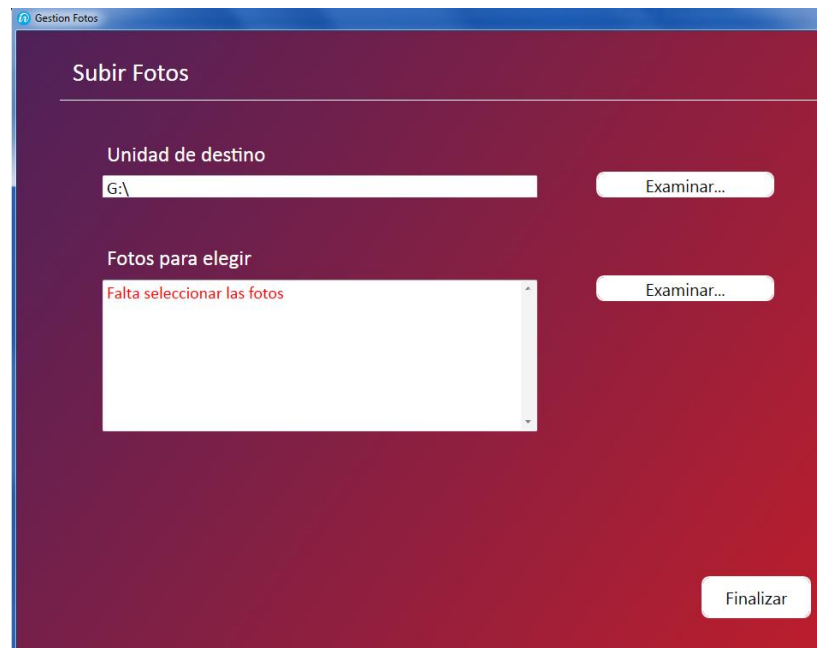 Gestion Fotos
Subir Fotos
Unidad de destino
G:\
Examinar...
Fotos para elegir
Falta seleccionar las fotos
Examinar...
Finalizar